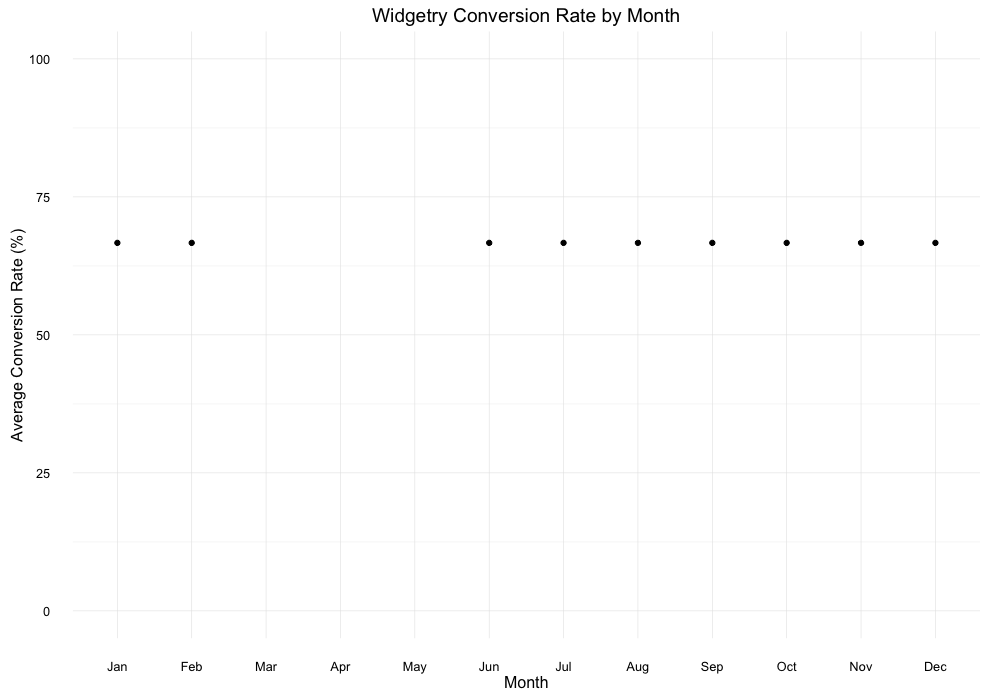 Widgetry Conversion Rate by Month
Average Conversion Rate (%)
100
75
50
25
0
Jan Feb Mar Apr May Jun Jul Aug Sep Oct Nov Dec
Month